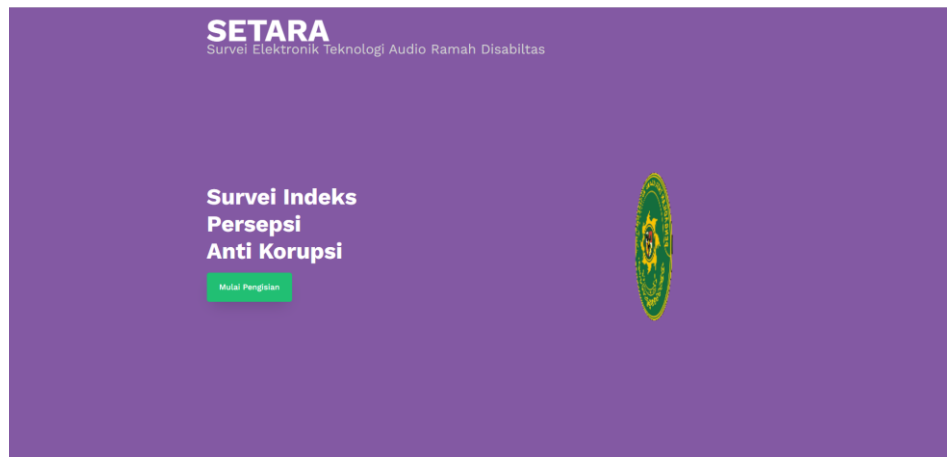 SETARA
Survei Elektronik Teknologi Audio Ramah Disabiltas
Survei Indeks
Persepsi
Anti Korupsi
Mulai Pengisian